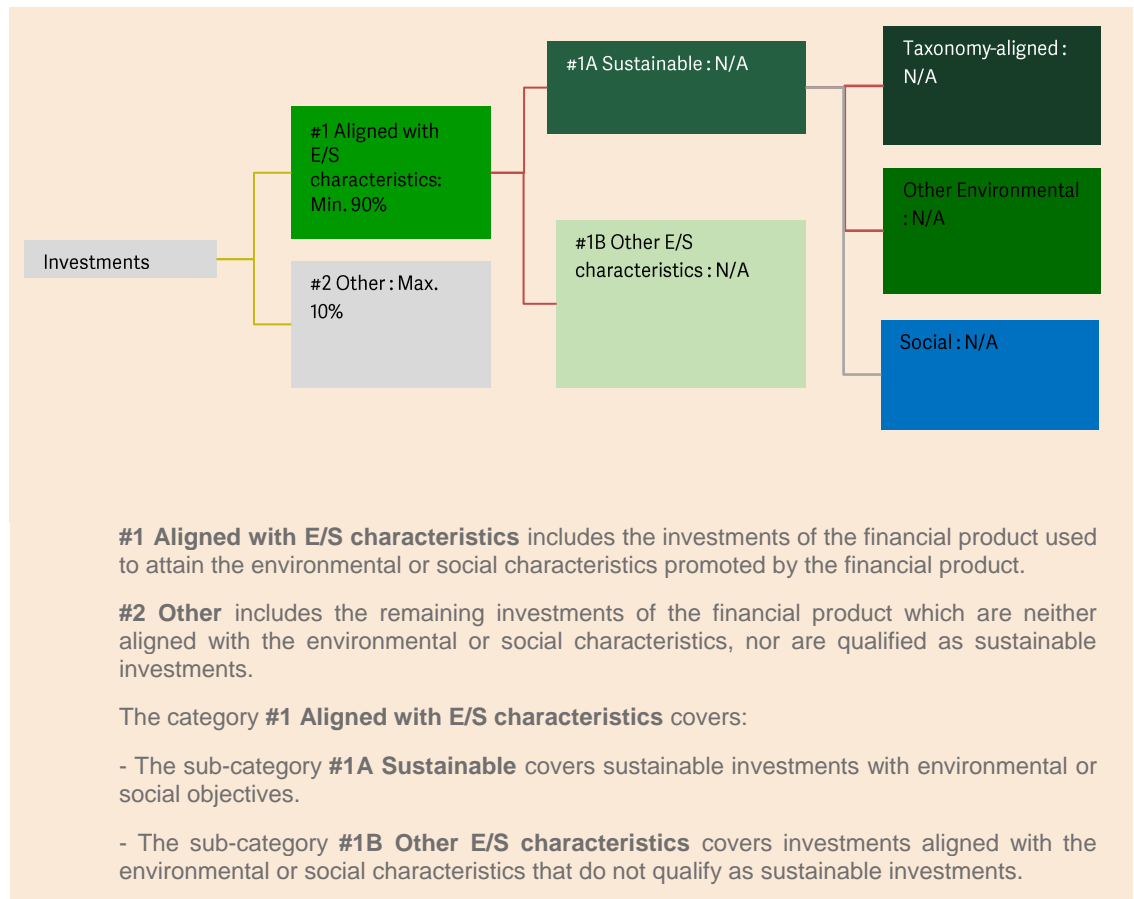 Investments
#1 Aligned with
E/S
characteristics:
Min. 90%
#2 Other : Max.
10%
#1A Sustainable : N/A
#1B Other E/S
characteristics : N/A
Taxonomy-aligned :
N/A
Other Environmental
: N/A
Social : N/A
#1 Aligned with E/S characteristics includes the investments of the financial product used
to attain the environmental or social characteristics promoted by the financial product.
#2 Other includes the remaining investments of the financial product which are neither
aligned with the environmental or social characteristics, nor are qualified as sustainable
investments.
The category #1 Aligned with E/S characteristics covers:
- The sub-category #1A Sustainable covers sustainable investments with environmental or
social objectives.
- The sub-category #1B Other E/S characteristics covers investments aligned with the
environmental or social characteristics that do not qualify as sustainable investments.